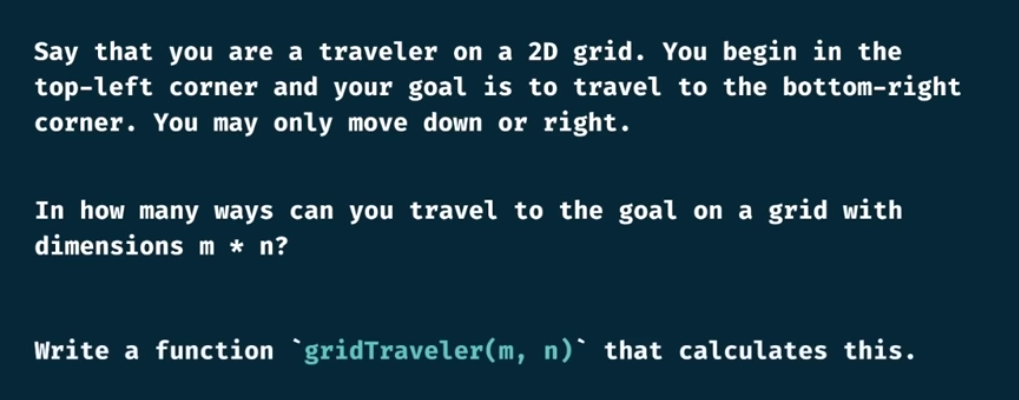 Say that you are a traveler on a 2D grid. You begin in the
top-left corner and your goal is to travel to the bottom-right
corner. You may only move down or right.
In how many ways can you travel to the goal on a grid with
dimensions m * n?
Write a function `gridTraveler(m, n)` that calculates this.